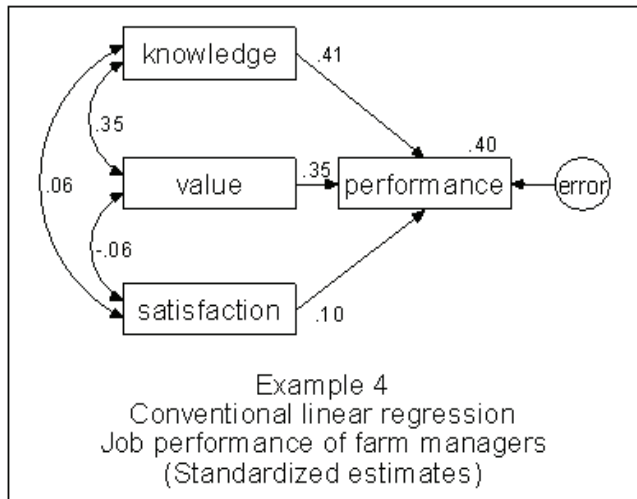 knowledge
.41
.35
.40
.06
value
.35
performance
error
-.06
satisfaction
.10
Example 4
Conventional linear regression
Job performance of farm managers
(Standardized estimates)